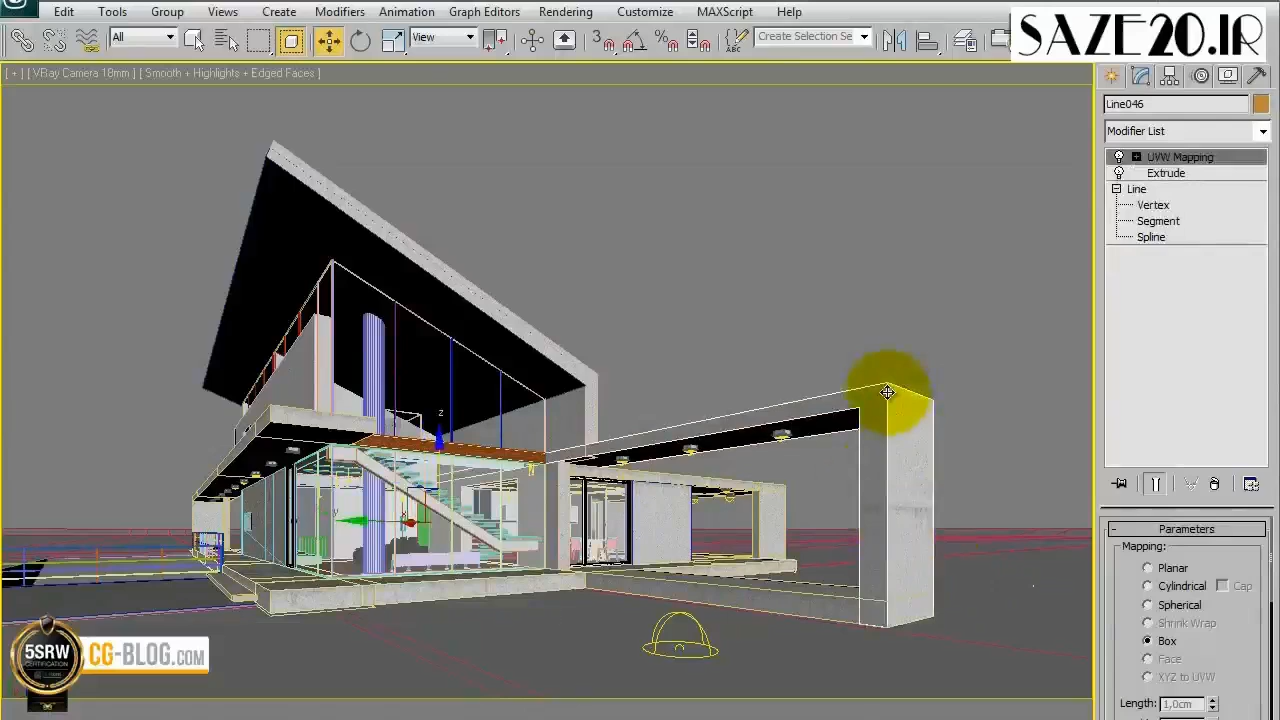 Edit Tools Group Views Create Modifiers Animation Graph Editors Rendering Customize MAXScript Help
All
View
3
%
ABC
Create Selection Se
SAZE20.IR
[ + ] [ VRay Camera 18mm ] [ Smooth + Highlights + Edged Faces ]
Line046
Modifier List
UVW Mapping
Extrude
Line
Vertex
Segment
Spline
z
y
Parameters
Mapping:
Planar
Cylindrical Cap
Spherical
Shrink Wrap
Box
Face
XYZ to UVW
Length: 1,0cm
5SRW
CERTIFICATION
CG-BLOG.COM